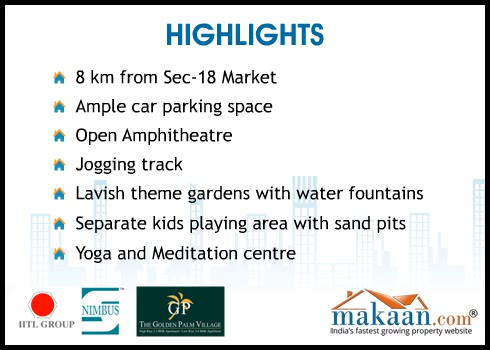 HIGHLIGHTS
8 km from Sec-18 Market
Ample car parking space
Open Amphitheatre
Jogging track
Lavish theme gardens with water fountains
Separate kids playing area with sand pits
Yoga and Meditation centre
IITL GROUP
NIMBUS™
GP
THE GOLDEN PALM VILLAGE
makaan.com®
India's fastest growing property website